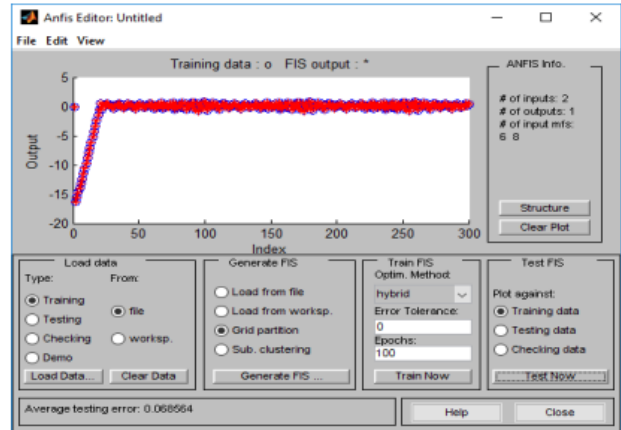 Anfis Editor: Untitled
File Edit View
Training data : o FIS output : *
5
0
-5
-10
-15
-20
Output
0 50 100 150 200 250 300
Index
ANFIS Info.
# of inputs: 2
# of outputs: 1
# of input mfs:
6 8
Structure
Clear Plot
Load data
Type: From:
Training
Testing
Checking
Demo
file
worksp.
Load Data... Clear Data
Generate FIS
Load from file
Load from worksp.
Grid partition
Sub. clustering
Generate FIS ...
Train FIS
Optim. Method:
hybrid
Error Tolerance:
0
Epochs:
100
Train Now
Test FIS
Plot against:
Training data
Testing data
Checking data
Test Now
Average testing error: 0.068564
Help Close